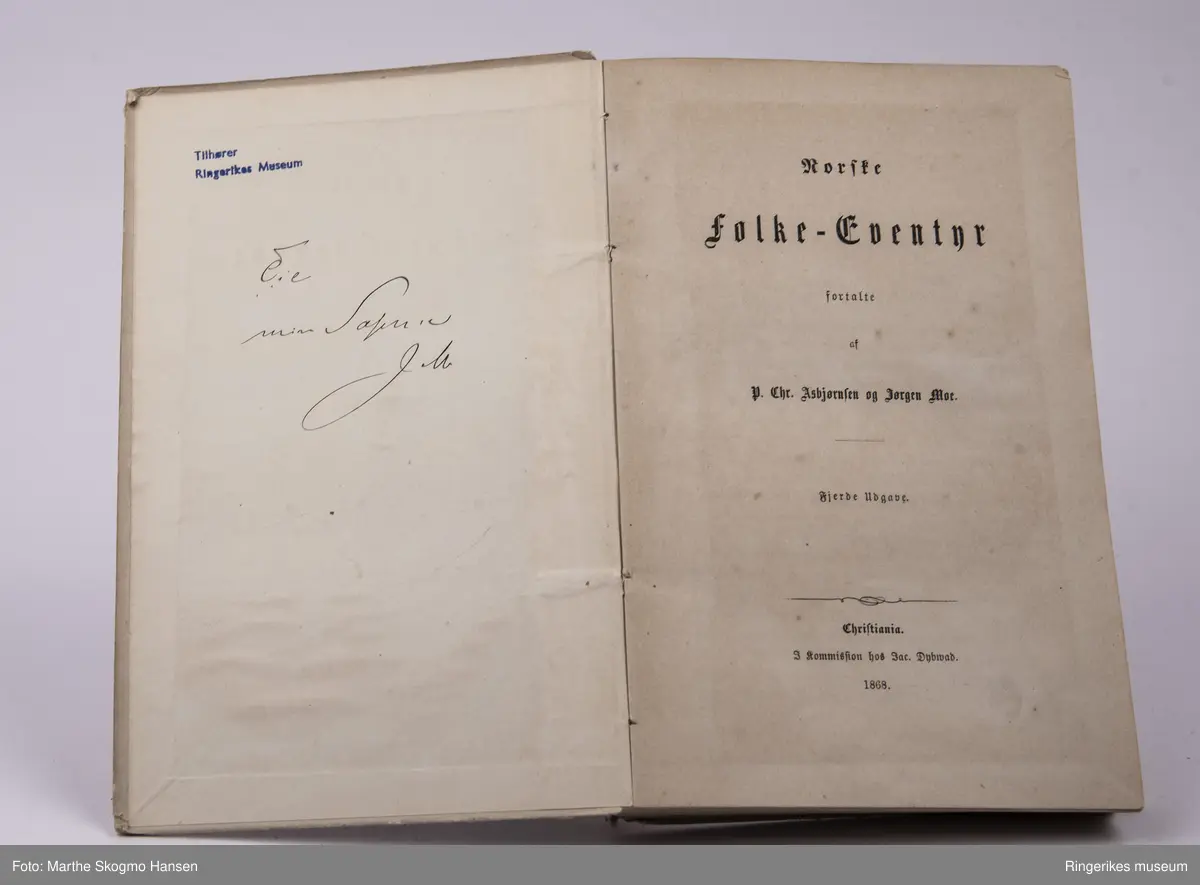 Tilhører
Ringerikes Museum
min
J M
Norske
Folke-Eventyr
fortalte
af
P. Chr. Asbjørnsen og Jørgen Moe.
Fjerde Udgave.
Christiania.
I Kommission hos Jac. Dybwad.
1868.
Foto: Marthe Skogmo Hansen
Ringerikes museum